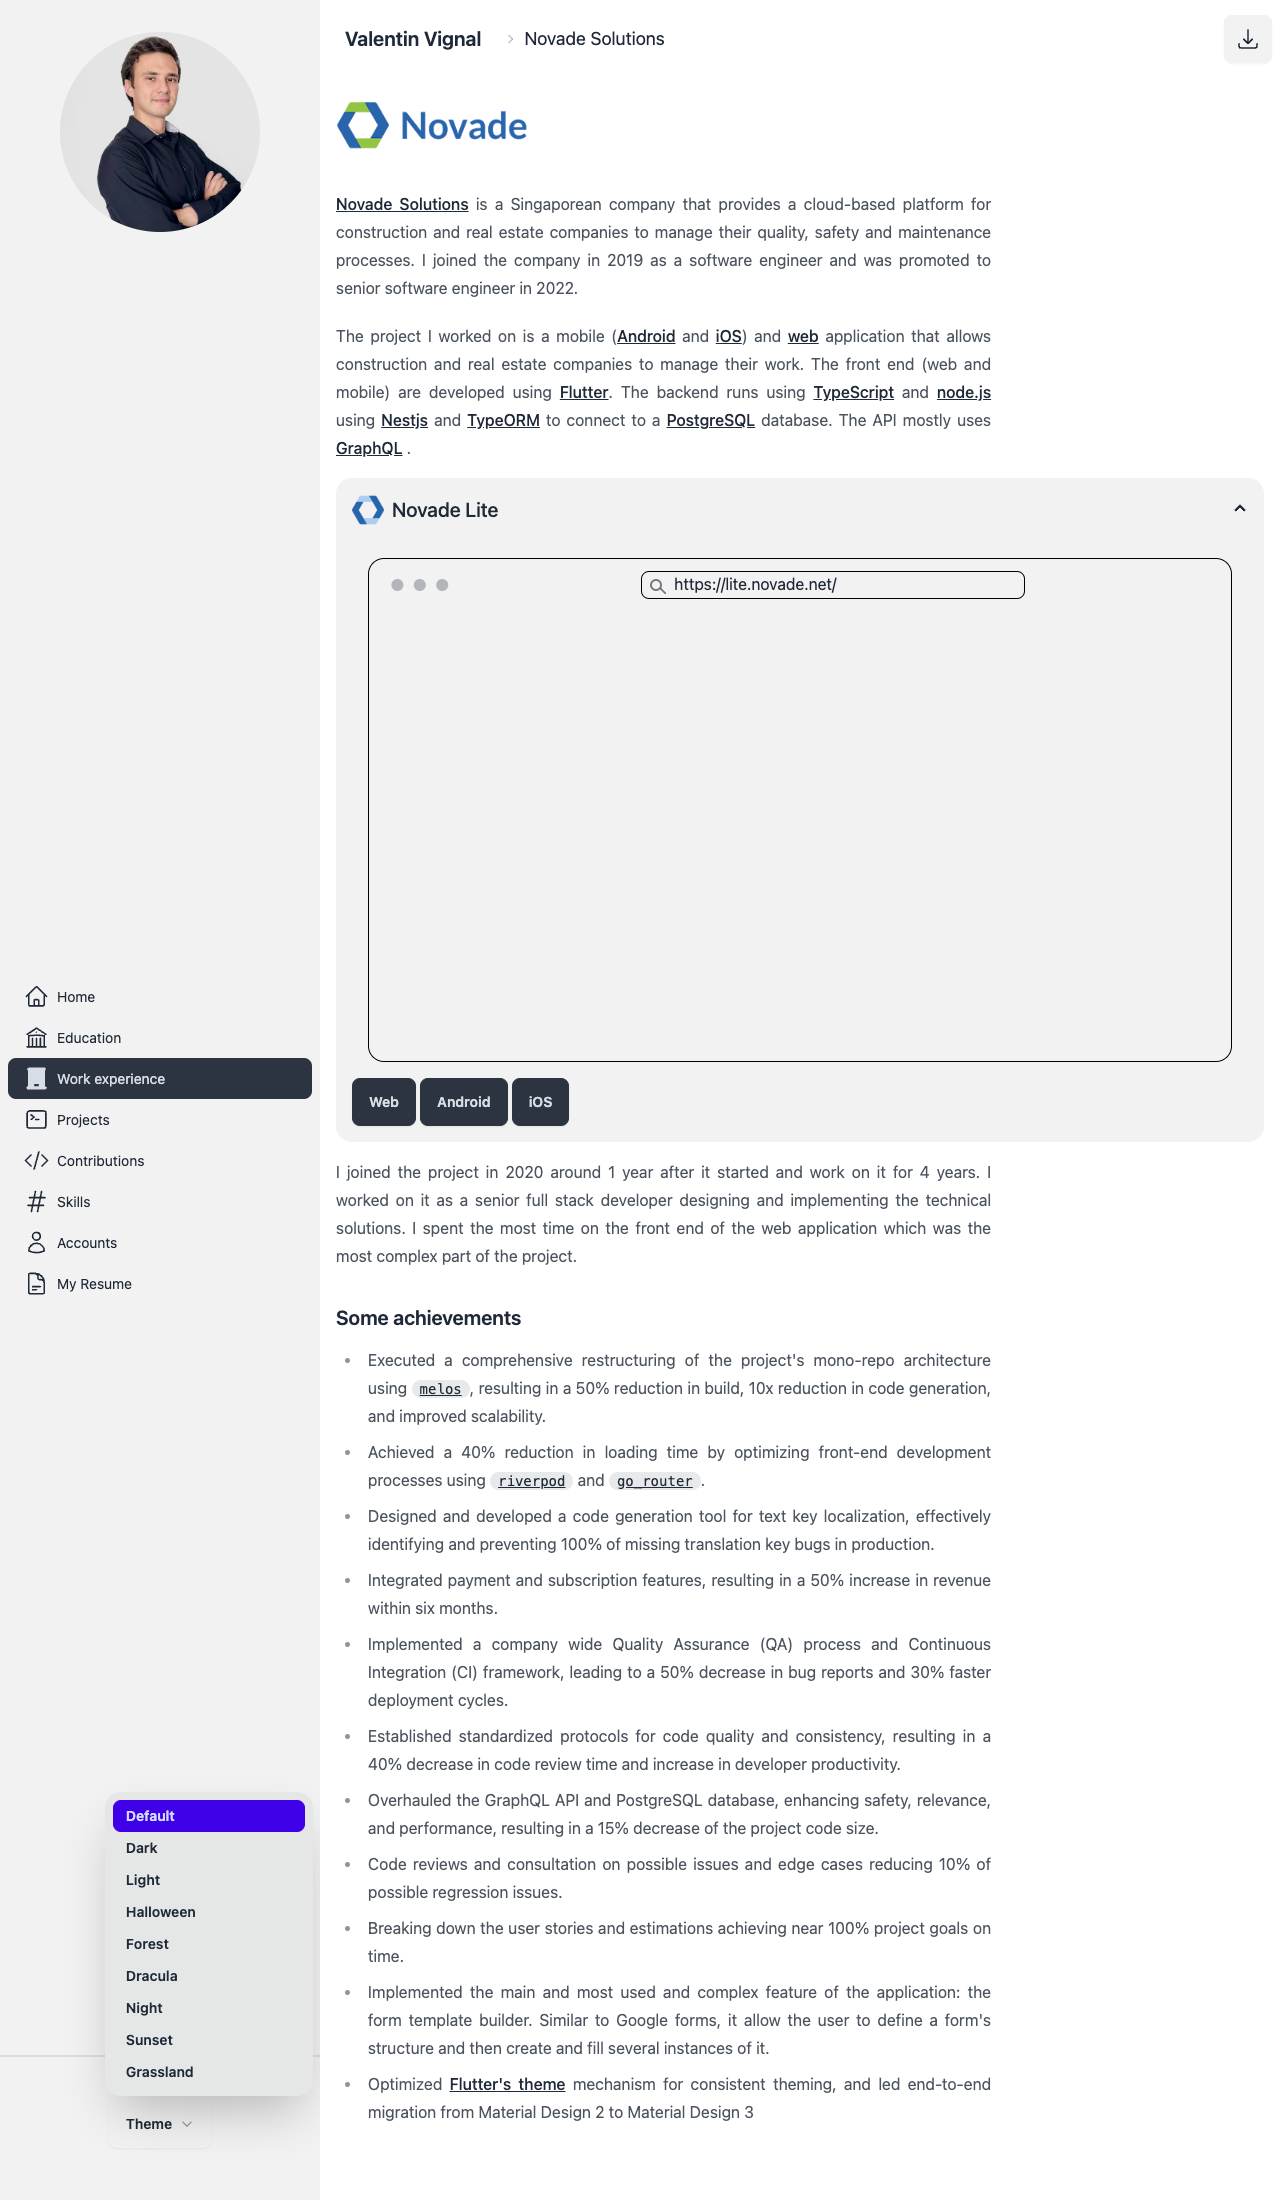 Valentin Vignal
Novade Solutions
Novade
Novade Solutions is a Singaporean company that provides a cloud-based platform for
construction and real estate companies to manage their quality, safety and maintenance
processes. I joined the company in 2019 as a software engineer and was promoted to
senior software engineer in 2022.
The project I worked on is a mobile (Android and iOS) and web application that allows
construction and real estate companies to manage their work. The front end (web and
mobile) are developed using Flutter. The backend runs using TypeScript and node.js
using Nestjs and TypeORM to connect to a PostgreSQL database. The API mostly uses
GraphQL .
Novade Lite
https://lite.novade.net/
Web
Android
iOS
I joined the project in 2020 around 1 year after it started and work on it for 4 years. I
worked on it as a senior full stack developer designing and implementing the technical
solutions. I spent the most time on the front end of the web application which was the
most complex part of the project.
Some achievements
• Executed a comprehensive restructuring of the project's mono-repo architecture
using melos, resulting in a 50% reduction in build, 10x reduction in code generation,
and improved scalability.
• Achieved a 40% reduction in loading time by optimizing front-end development
processes using riverpod and go_router.
• Designed and developed a code generation tool for text key localization, effectively
identifying and preventing 100% of missing translation key bugs in production.
• Integrated payment and subscription features, resulting in a 50% increase in revenue
within six months.
• Implemented a company wide Quality Assurance (QA) process and Continuous
Integration (CI) framework, leading to a 50% decrease in bug reports and 30% faster
deployment cycles.
• Established standardized protocols for code quality and consistency, resulting in a
40% decrease in code review time and increase in developer productivity.
• Overhauled the GraphQL API and PostgreSQL database, enhancing safety, relevance,
and performance, resulting in a 15% decrease of the project code size.
• Code reviews and consultation on possible issues and edge cases reducing 10% of
possible regression issues.
• Breaking down the user stories and estimations achieving near 100% project goals on
time.
• Implemented the main and most used and complex feature of the application: the
form template builder. Similar to Google forms, it allow the user to define a form's
structure and then create and fill several instances of it.
• Optimized Flutter's theme mechanism for consistent theming, and led end-to-end
migration from Material Design 2 to Material Design 3
Home
Education
Work experience
Projects
Contributions
Skills
Accounts
My Resume
Default
Dark
Light
Halloween
Forest
Dracula
Night
Sunset
Grassland
Theme